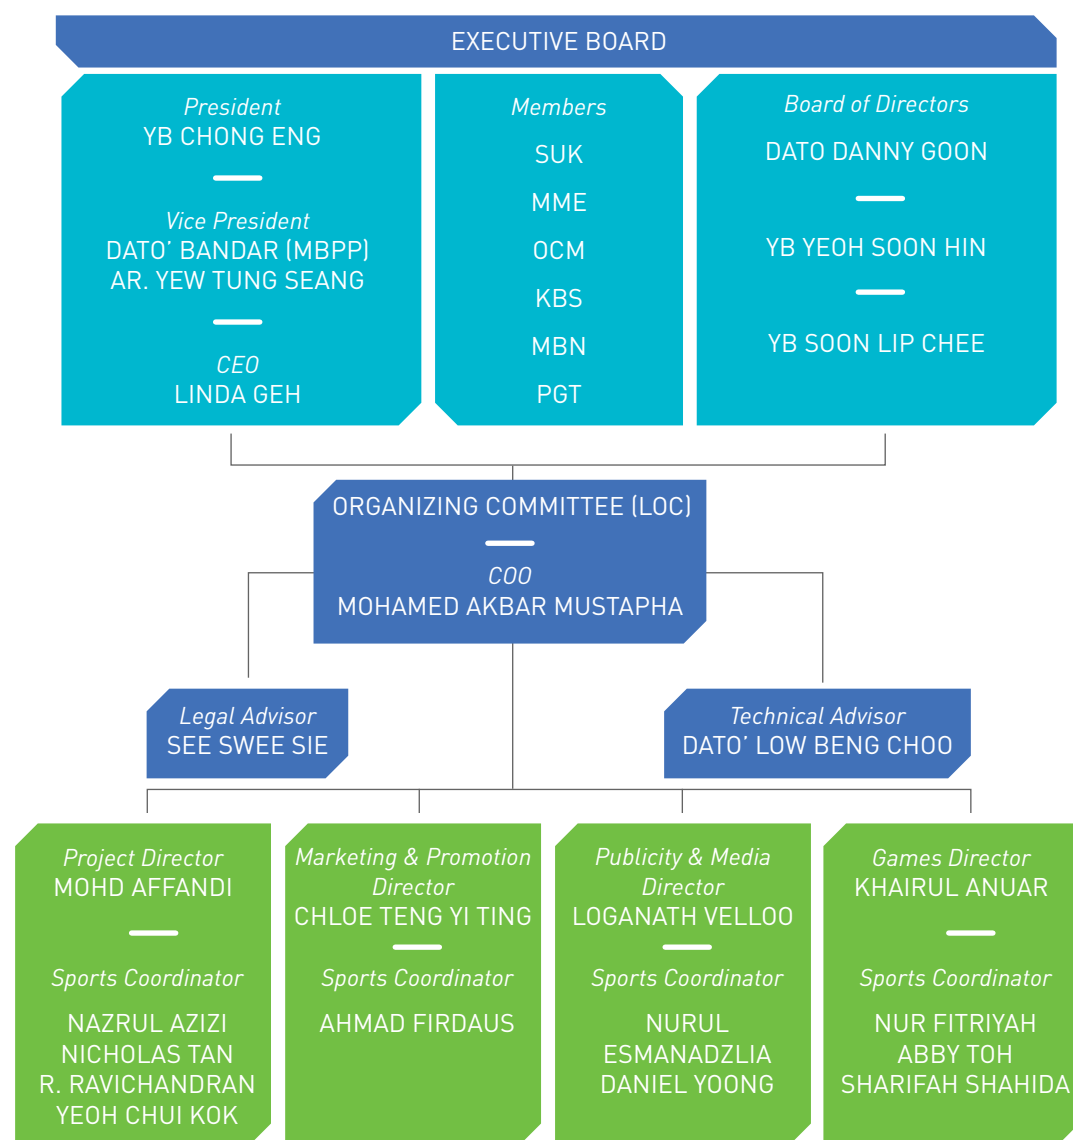 EXECUTIVE BOARD
President
YB CHONG ENG
Vice President
DATO' BANDAR (MBPP)
AR. YEW TUNG SEANG
CEO
LINDA GEH
Members
SUK
MME
OCM
KBS
MBN
PGT
Board of Directors
DATO DANNY GOON
YB YEOH SOON HIN
YB SOON LIP CHEE
ORGANIZING COMMITTEE (LOC)
COO
MOHAMED AKBAR MUSTAPHA
Legal Advisor
SEE SWEE SIE
Technical Advisor
DATO' LOW BENG CHOO
Project Director
MOHD AFFANDI
Sports Coordinator
NAZRUL AZIZI
NICHOLAS TAN
R. RAVICHANDRAN
YEOH CHUI KOK
Marketing & Promotion
Director
CHLOE TENG YI TING
Sports Coordinator
AHMAD FIRDAUS
Publicity & Media
Director
LOGANATH VELLOO
Sports Coordinator
NURUL
ESMANADZLIA
DANIEL YOONG
Games Director
KHAIRUL ANUAR
Sports Coordinator
NUR FITRIYAH
ABBY TOH
SHARIFAH SHAHIDA